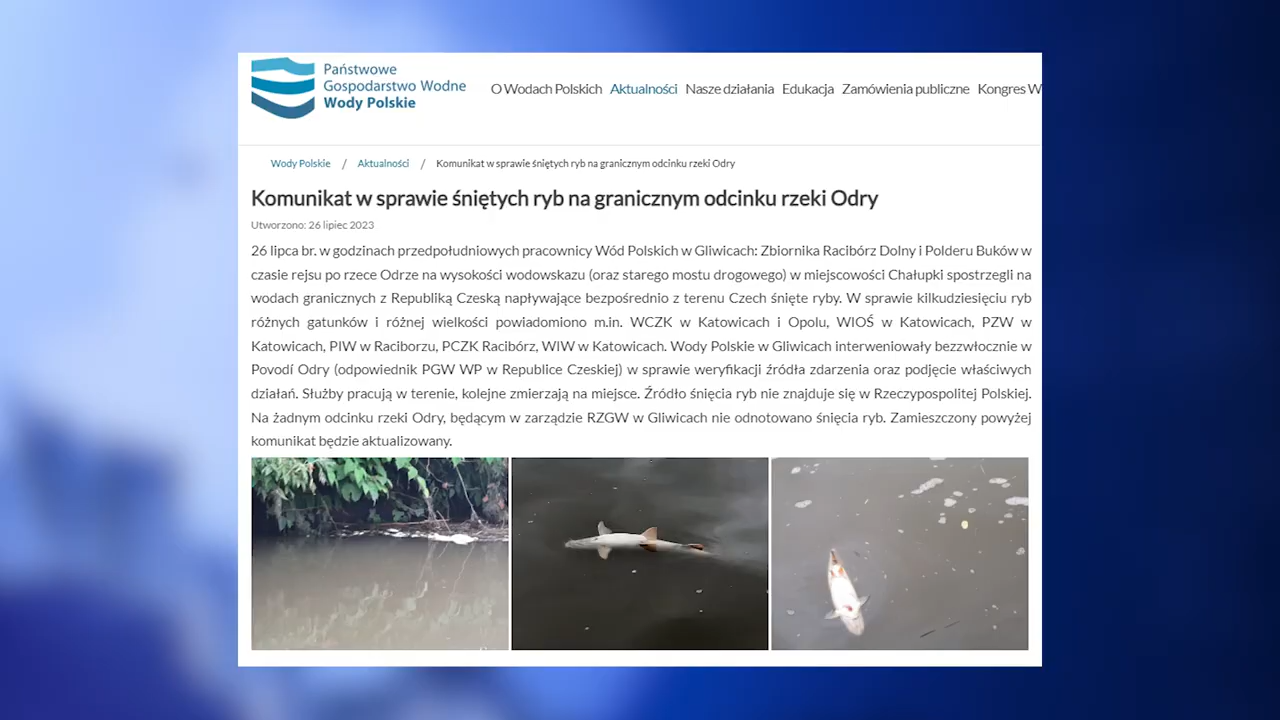 Państwowe
Gospodarstwo Wodne
Wody Polskie
O Wodach Polskich Aktualności Nasze działania Edukacja Zamówienia publiczne Kongres W
Wody Polskie / Aktualności / Komunikat w sprawie śniętych ryb na granicznym odcinku rzeki Odry
Komunikat w sprawie śniętych ryb na granicznym odcinku rzeki Odry
Utworzono: 26 lipiec 2023
26 lipca br. w godzinach przedpołudniowych pracownicy Wód Polskich w Gliwicach: Zbiornika Racibórz Dolny i Polderu Buków w
czasie rejsu po rzece Odrze na wysokości wodowskazu (oraz starego mostu drogowego) w miejscowości Chałupki spostrzegli na
wodach granicznych z Republiką Czeską napływające bezpośrednio z terenu Czech śnięte ryby. W sprawie kilkudziesięciu ryb
różnych gatunków i różnej wielkości powiadomiono m.in. WCZK w Katowicach i Opolu, WIOŚ w Katowicach, PZW w
Katowicach, PIW w Raciborzu, PCZK Racibórz, WIW w Katowicach. Wody Polskie w Gliwicach interweniowały bezzwłocznie w
Povodí Odry (odpowiednik PGW WP w Republice Czeskiej) w sprawie weryfikacji źródła zdarzenia oraz podjęcie właściwych
działań. Służby pracują w terenie, kolejne zmierzają na miejsce. Źródło śnięcia ryb nie znajduje się w Rzeczypospolitej Polskiej.
Na żadnym odcinku rzeki Odry, będącym w zarządzie RZGW w Gliwicach nie odnotowano śnięcia ryb. Zamieszczony powyżej
komunikat będzie aktualizowany.